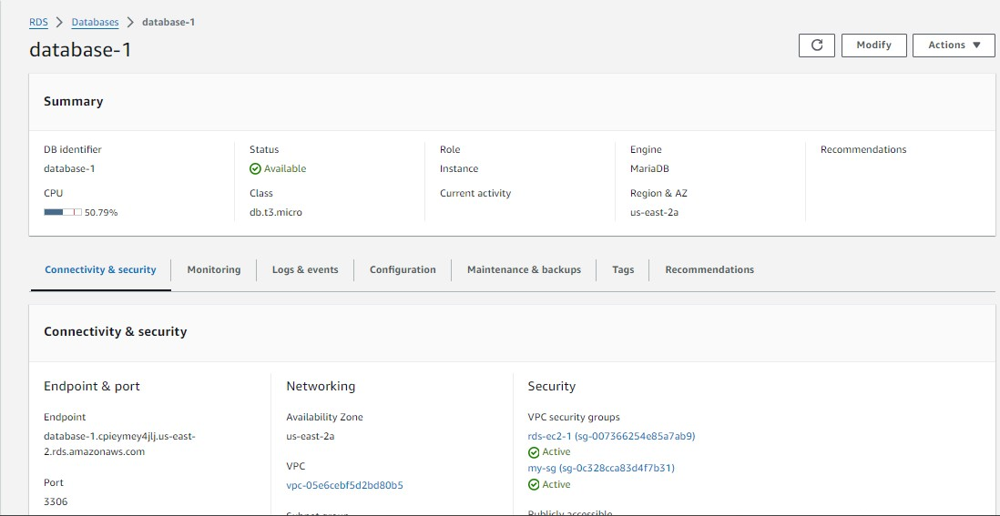 RDS > Databases > database-1
database-1
Modify
Actions
Summary
DB identifier
database-1
CPU
50.79%
Status
Available
Class
db.t3.micro
Role
Instance
Current activity
Engine
MariaDB
Region & AZ
us-east-2a
Recommendations
Connectivity & security
Monitoring
Logs & events
Configuration
Maintenance & backups
Tags
Recommendations
Connectivity & security
Endpoint & port
Endpoint
database-1.cpieymey4jlj.us-east-
2.rds.amazonaws.com
Port
3306
Networking
Availability Zone
us-east-2a
VPC
vpc-05e6cebf5d2bd80b5
Subnet group
Security
VPC security groups
rds-ec2-1 (sg-007366254e85a7ab9)
Active
my-sg (sg-0c328cca83d4f7b31)
Active
Publicly accessible